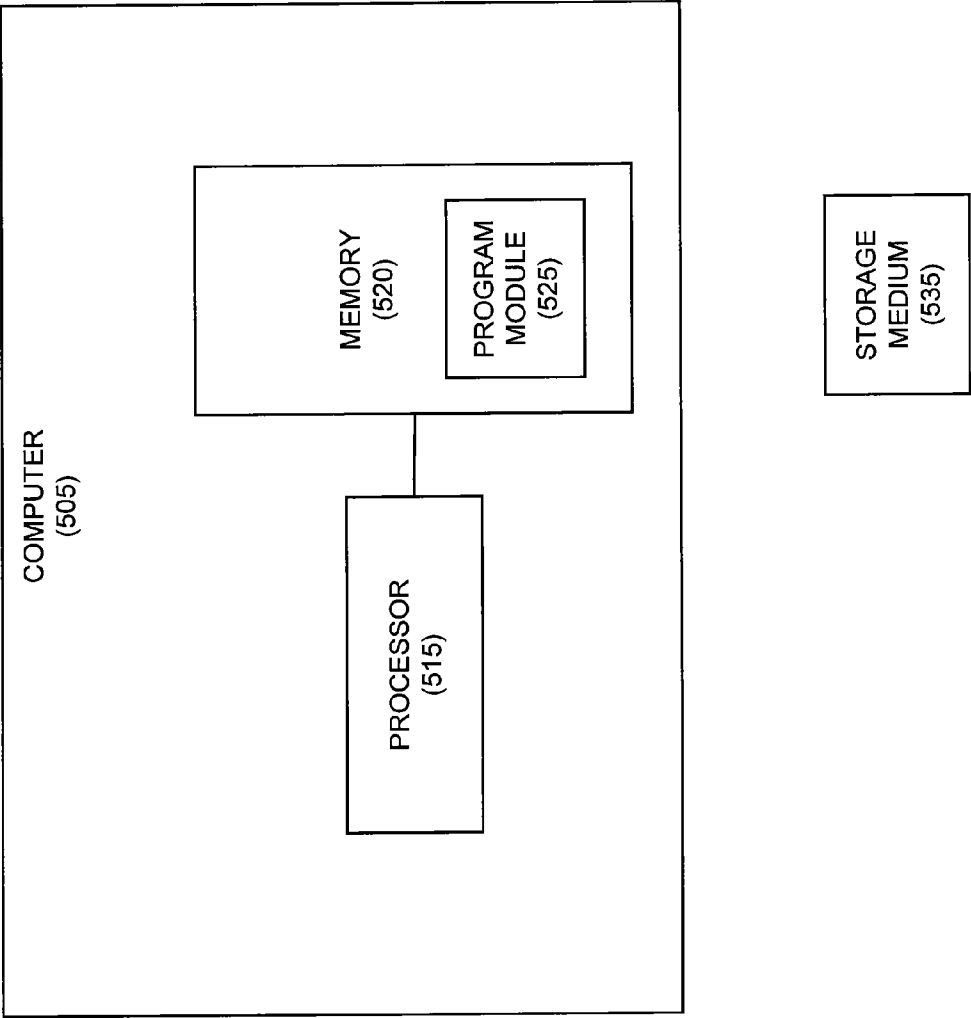 COMPUTER
(505)
PROCESSOR
(515)
MEMORY
(520)
PROGRAM
MODULE
(525)
STORAGE
MEDIUM
(535)